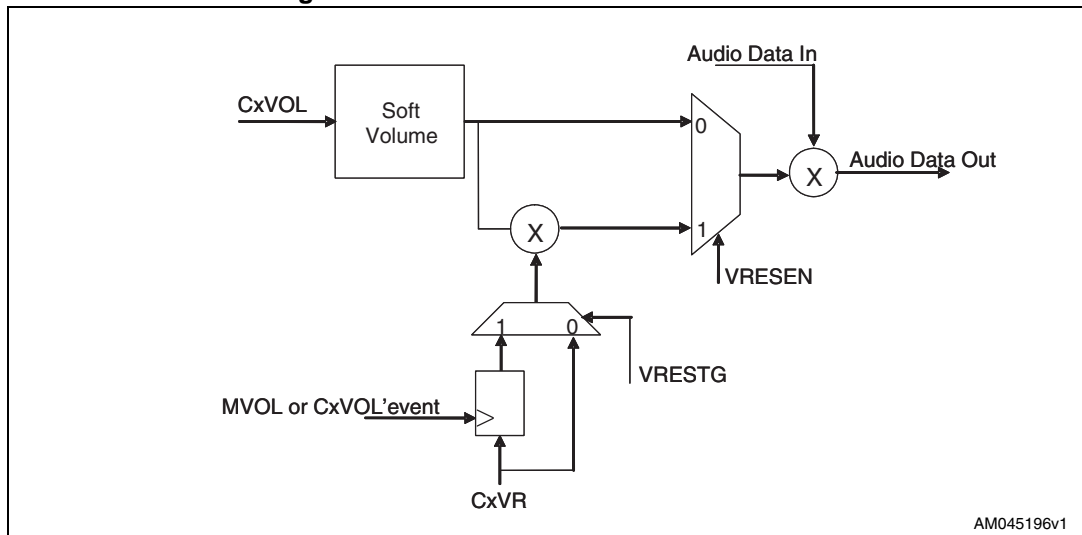 Audio Data In
CxVOL
Soft
Volume
0
X
Audio Data Out
X
1
VRESEN
1
0
VRESTG
MVOL or CxVOL'event
CxVR
AM045196v1